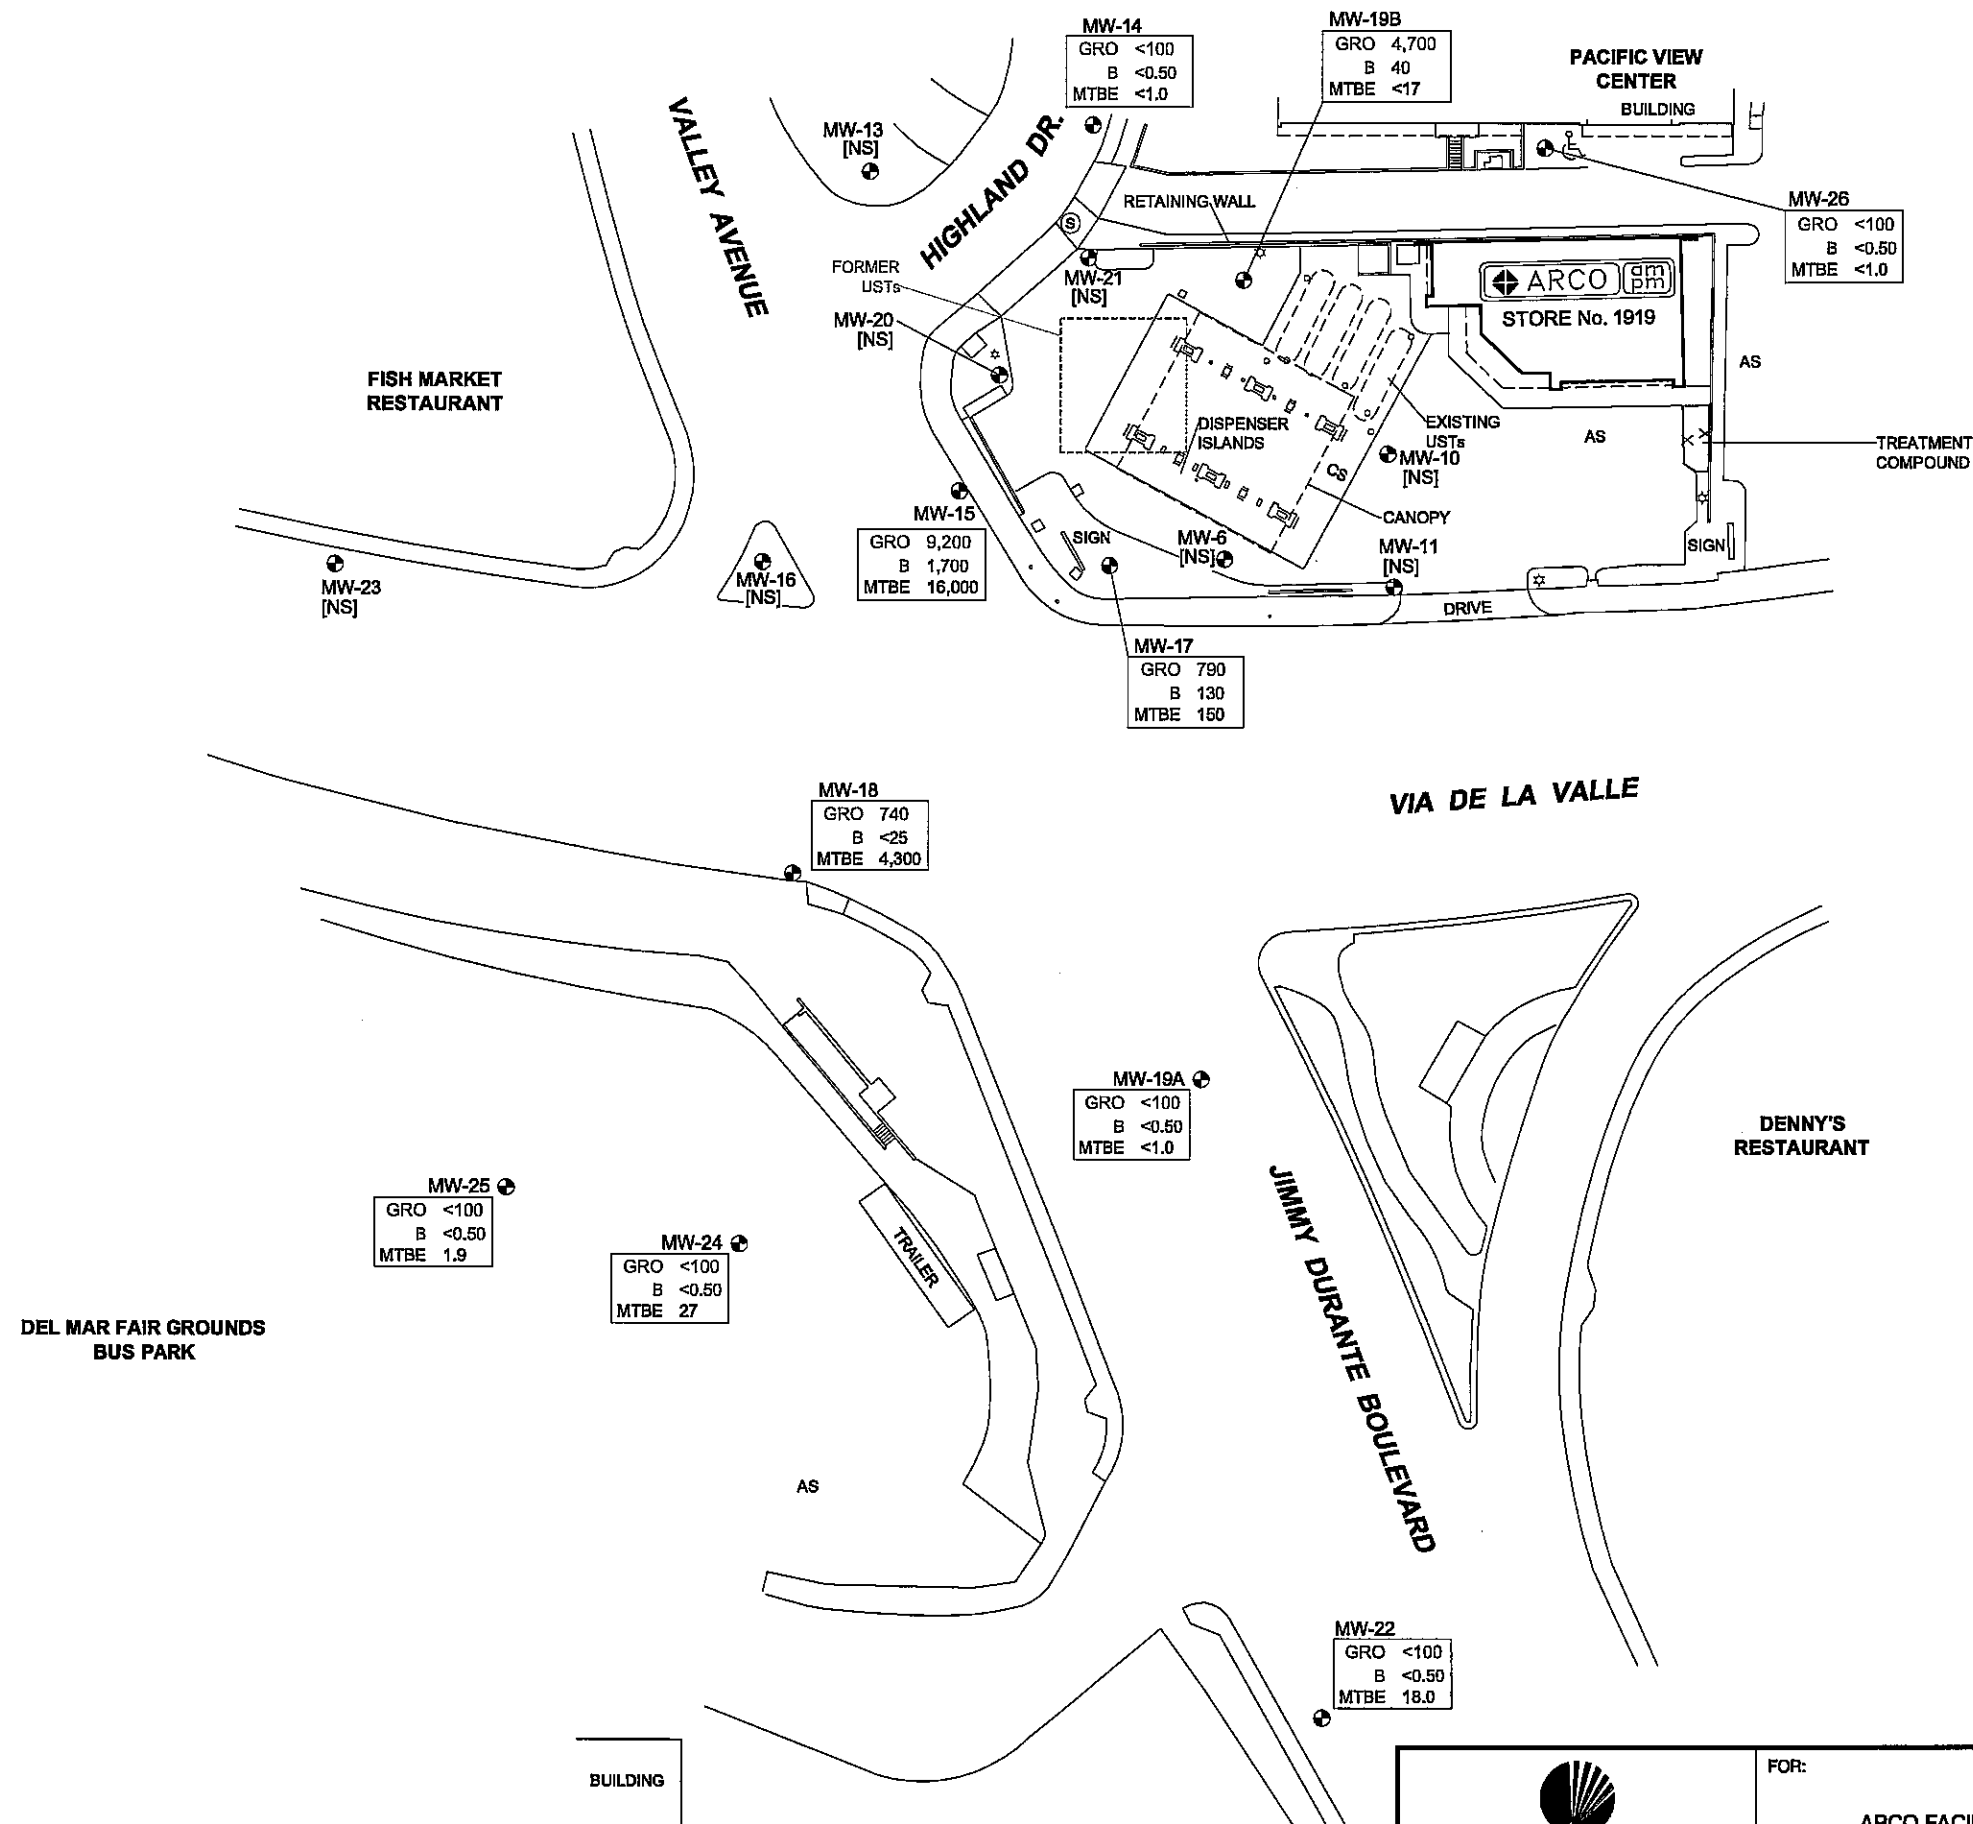 MW-14
GRO <100
B <0.50
MTBE <1.0
MW-19B
GRO 4,700
B 40
MTBE <17
PACIFIC VIEW
CENTER
BUILDING
VALLEY AVENUE
MW-13
[NS]
HIGHLAND DR.
RETAINING WALL
S
MW-26
GRO <100
B <0.50
MTBE <1.0
FORMER
USTs
MW-21
[NS]
ARCO
am
pm
STORE No. 1919
MW-20
[NS]
FISH MARKET
RESTAURANT
AS
DISPENSER
ISLANDS
EXISTING
USTs
AS
TREATMENT
COMPOUND
CS
MW-10
[NS]
CANOPY
MW-15
GRO 9,200
B 1,700
MTBE 16,000
SIGN
MW-6
[NS]
MW-11
[NS]
SIGN
MW-23
[NS]
MW-16
[NS]
DRIVE
MW-17
GRO 790
B 130
MTBE 150
MW-18
GRO 740
B <25
MTBE 4,300
VIA DE LA VALLE
MW-19A
GRO <100
B <0.50
MTBE <1.0
DENNY'S
RESTAURANT
MW-25
GRO <100
B <0.50
MTBE 1.9
MW-24
GRO <100
B <0.50
MTBE 27
TRAILER
JIMMY DURANTE BOULEVARD
DEL MAR FAIR GROUNDS
BUS PARK
AS
MW-22
GRO <100
B <0.50
MTBE 18.0
BUILDING
FOR: